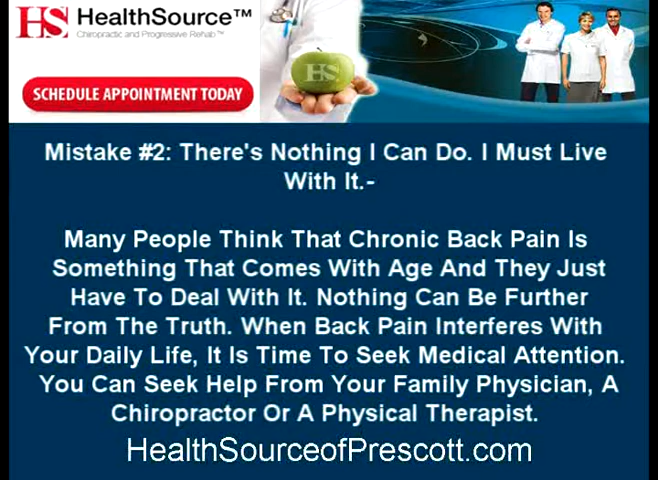 HS HealthSource™
Chiropractic and Progressive Rehab™
HS
SCHEDULE APPOINTMENT TODAY
Mistake #2: There's Nothing I Can Do. I Must Live
With It.-
Many People Think That Chronic Back Pain Is
Something That Comes With Age And They Just
Have To Deal With It. Nothing Can Be Further
From The Truth. When Back Pain Interferes With
Your Daily Life, It Is Time To Seek Medical Attention.
You Can Seek Help From Your Family Physician, A
Chiropractor Or A Physical Therapist.
HealthSourceofPrescott.com